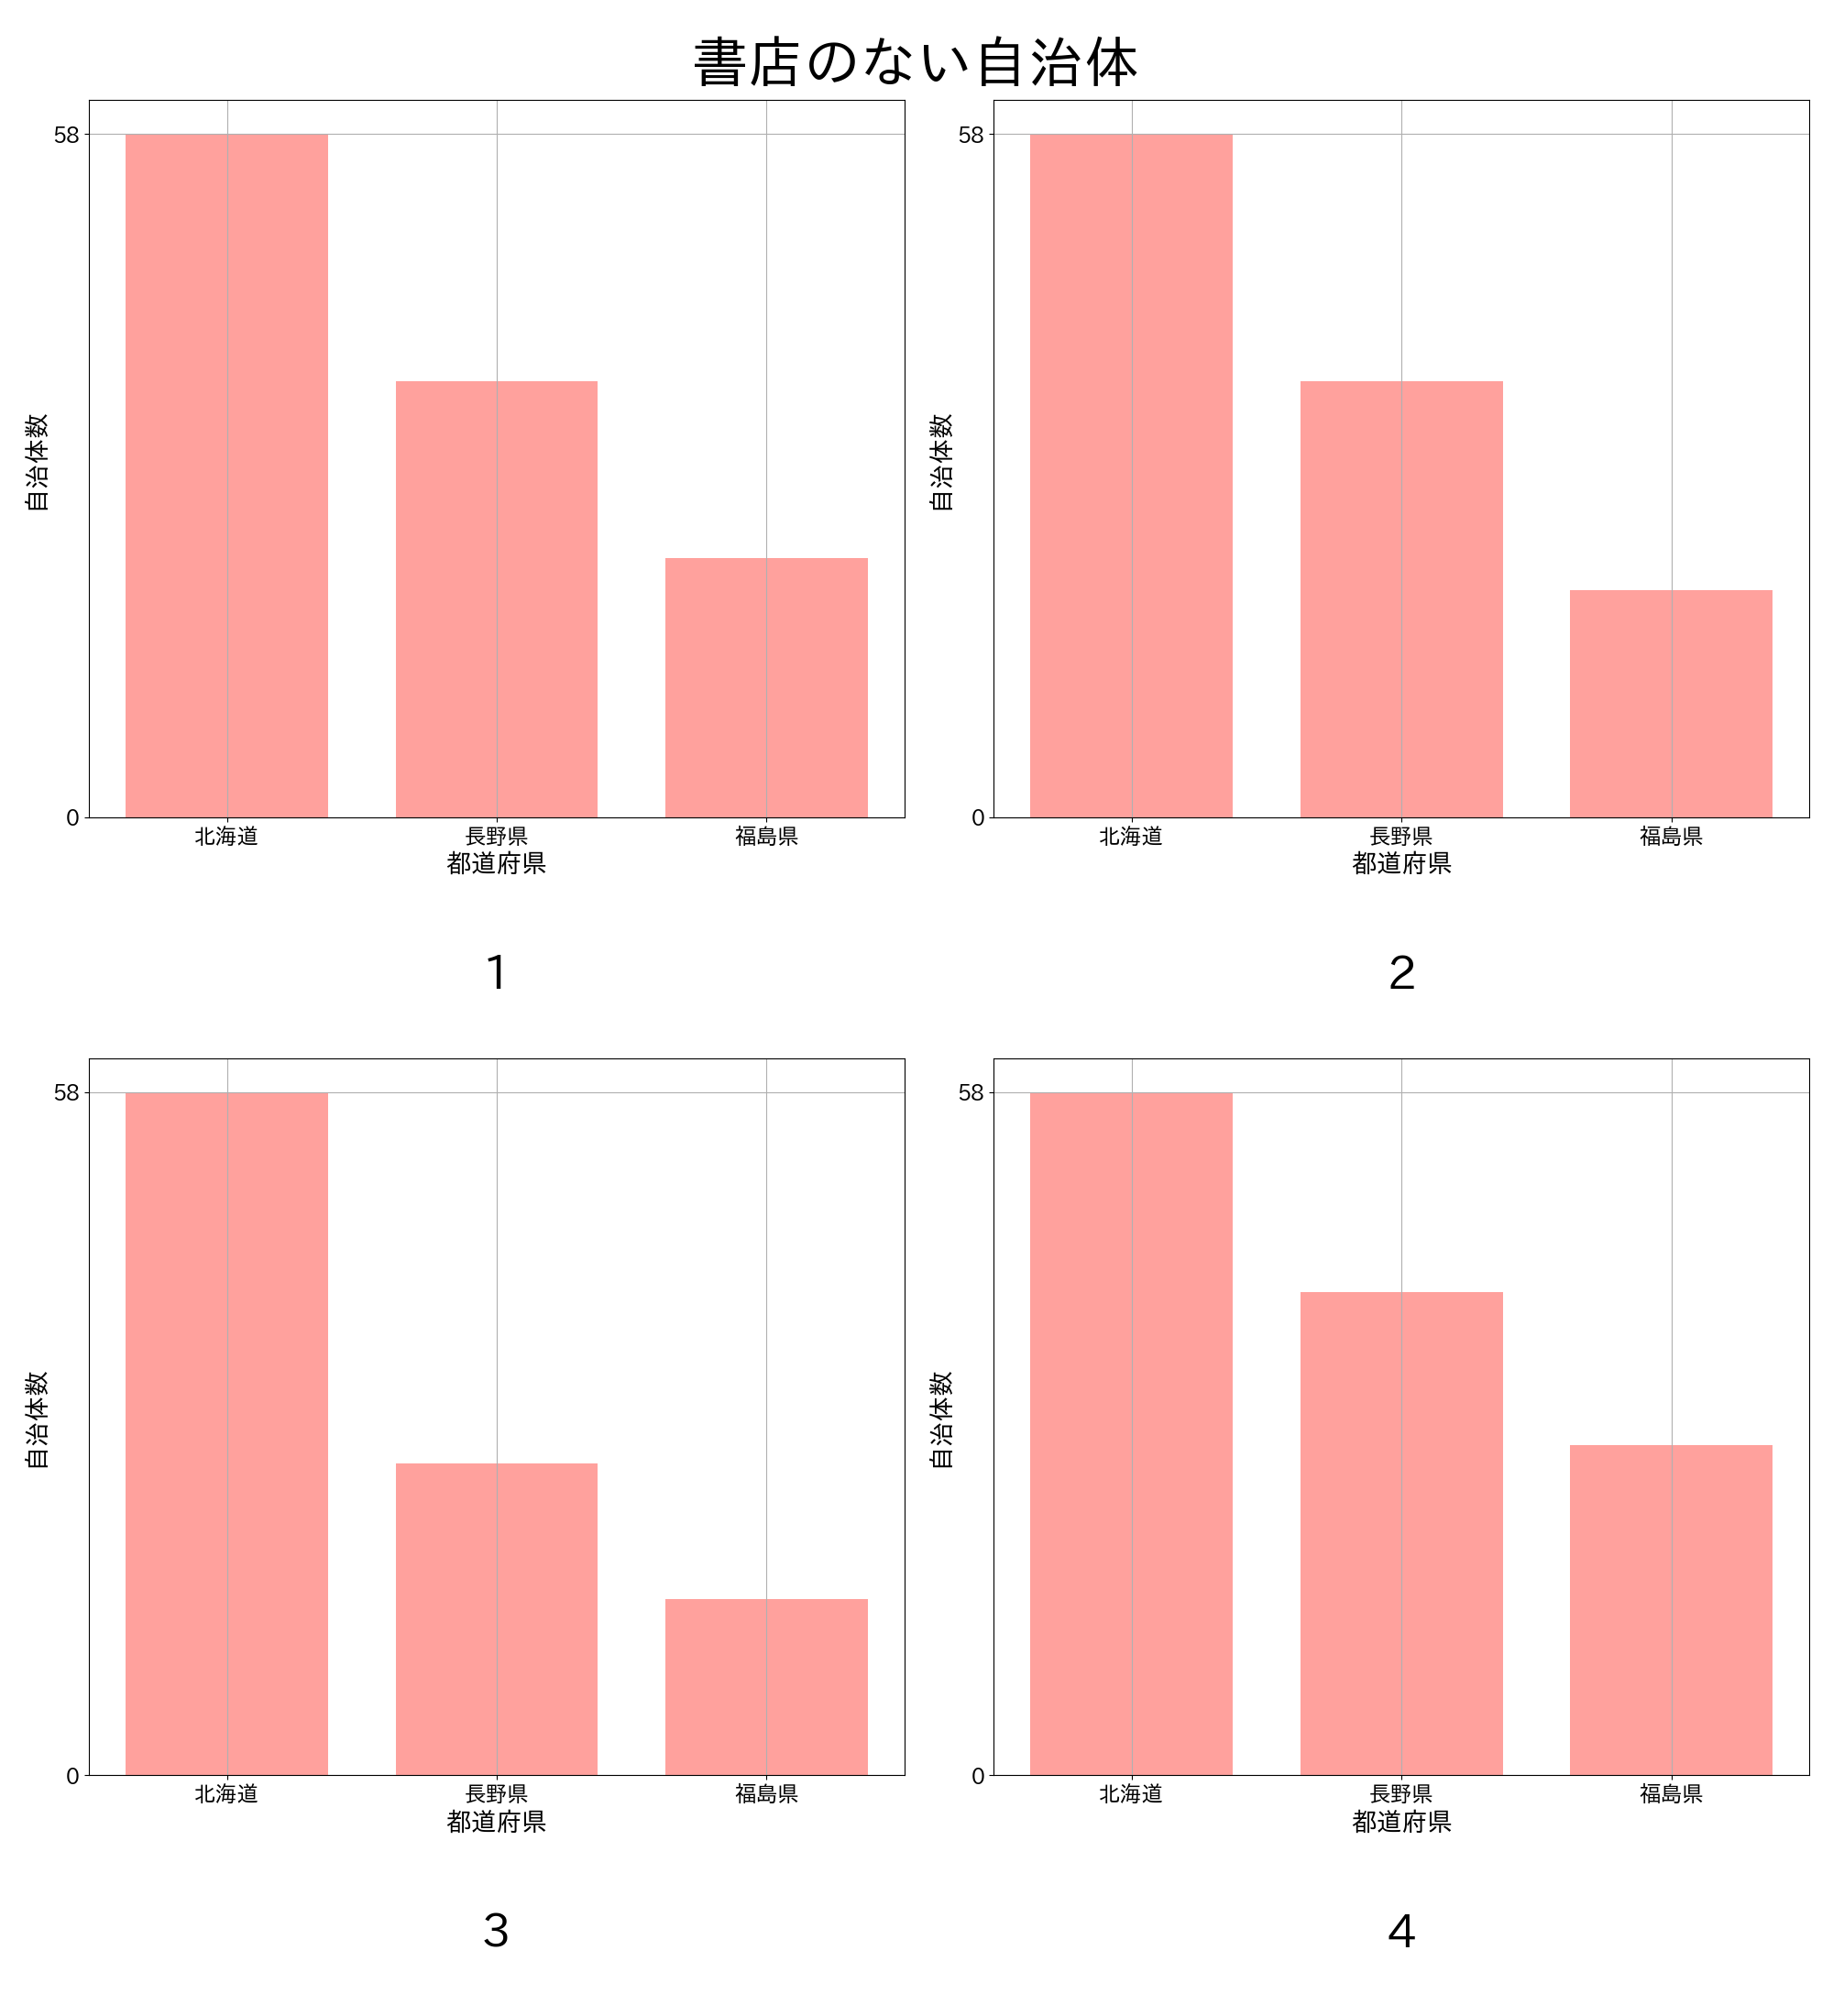 書店のない自治体
58
自治体数
0
北海道 長野県 福島県
都道府県
1
58
自治体数
0
北海道 長野県 福島県
都道府県
2
58
自治体数
0
北海道 長野県 福島県
都道府県
3
58
自治体数
0
北海道 長野県 福島県
都道府県
4